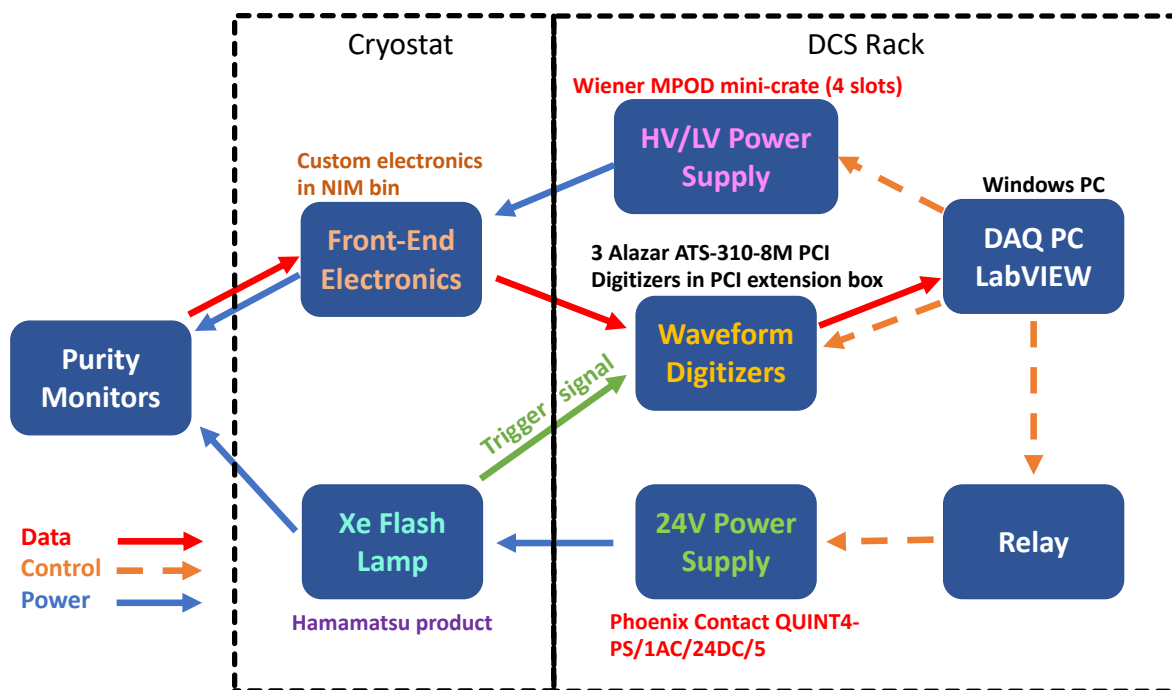 Cryostat
DCS Rack
Wiener MPOD mini-crate (4 slots)
HV/LV Power
Supply
Custom electronics
in NIM bin
Front-End
Electronics
Windows PC
DAQ PC
LabVIEW
3 Alazar ATS-310-8M PCI
Digitizers in PCI extension box
Waveform
Digitizers
Purity
Monitors
Trigger signal
Xe Flash
Lamp
Hamamatsu product
24V Power
Supply
Phoenix Contact QUINT4-
PS/1AC/24DC/5
Relay
Data
Control
Power